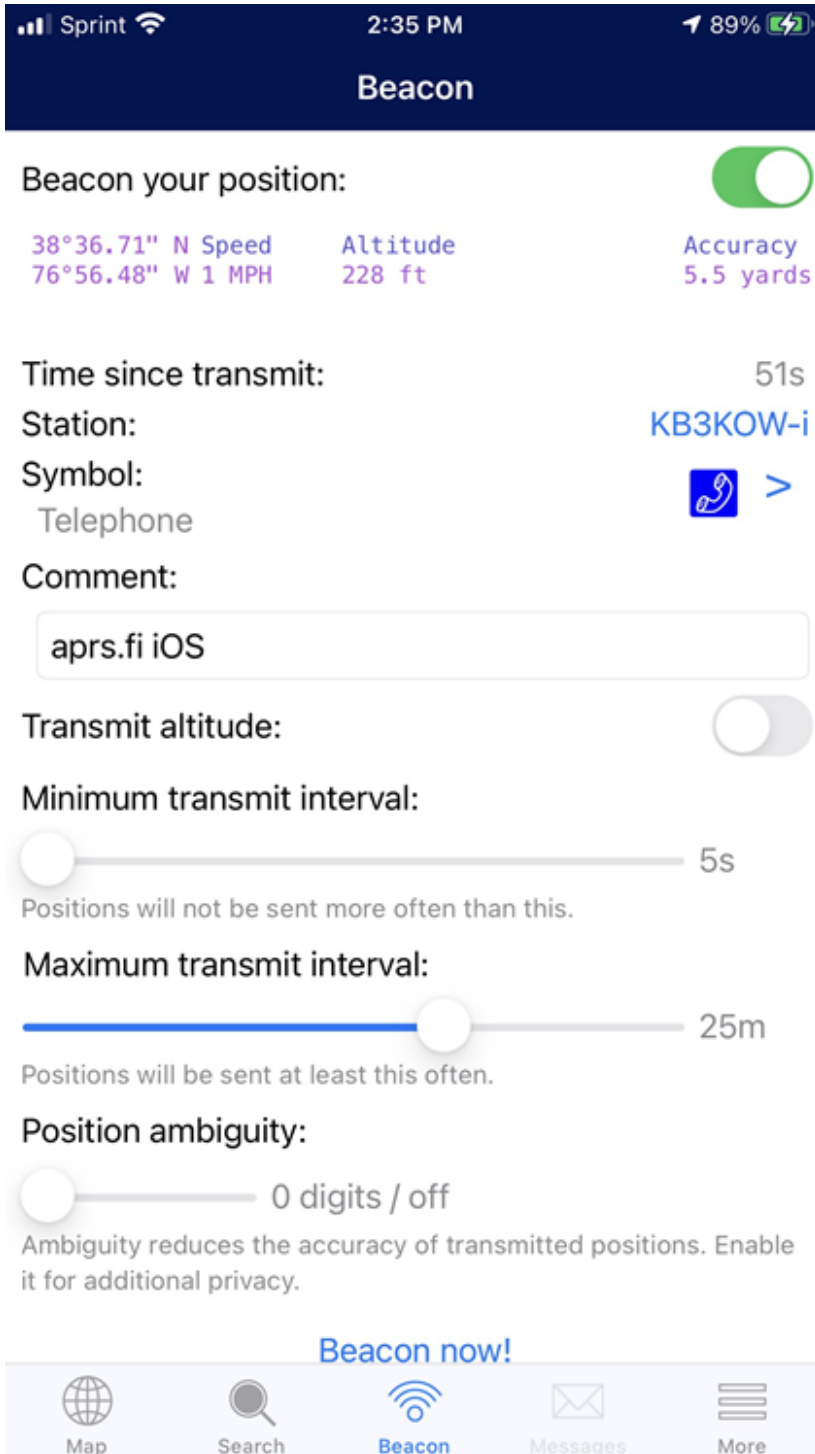 Sprint 2:35 PM 89%
Beacon
Beacon your position:
38°36.71" N Speed Altitude Accuracy
76°56.48" W 1 MPH 228 ft 5.5 yards
Time since transmit: 51s
Station: KB3KOW-i
Symbol: >
Telephone
Comment:
aprs.fi iOS
Transmit altitude:
Minimum transmit interval:
5s
Positions will not be sent more often than this.
Maximum transmit interval:
25m
Positions will be sent at least this often.
Position ambiguity:
0 digits / off
Ambiguity reduces the accuracy of transmitted positions. Enable
it for additional privacy.
Beacon now!
Map Search Beacon Messages More